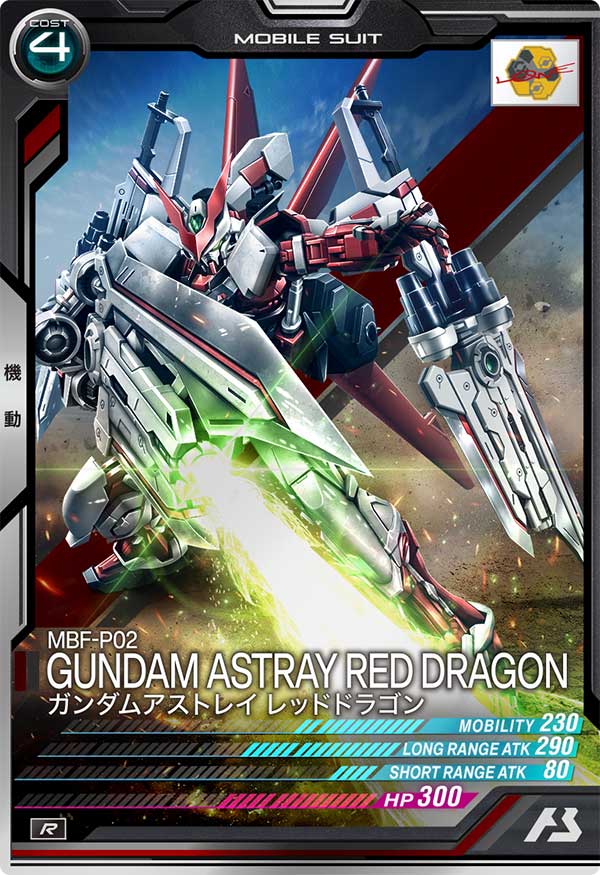 COST
4
MOBILE SUIT
機動
MBF-P02
GUNDAM ASTRAY RED DRAGON
ガンダムアストレイ レッドドラゴン
MOBILITY 230
LONG RANGE ATK 290
SHORT RANGE ATK 80
HP 300
R